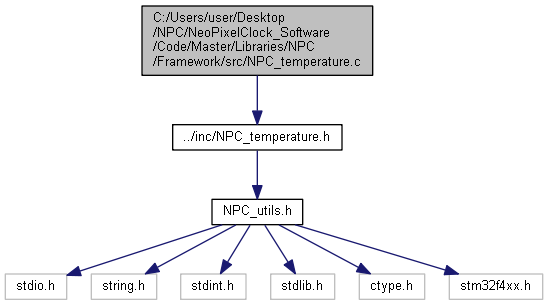 C:/Users/user/Desktop
/NPC/NeoPixelClock_Software
/Code/Master/Libraries/NPC
/Framework/src/NPC_temperature.c
../inc/NPC_temperature.h
NPC_utils.h
stdio.h
string.h
stdint.h
stdlib.h
ctype.h
stm32f4xx.h